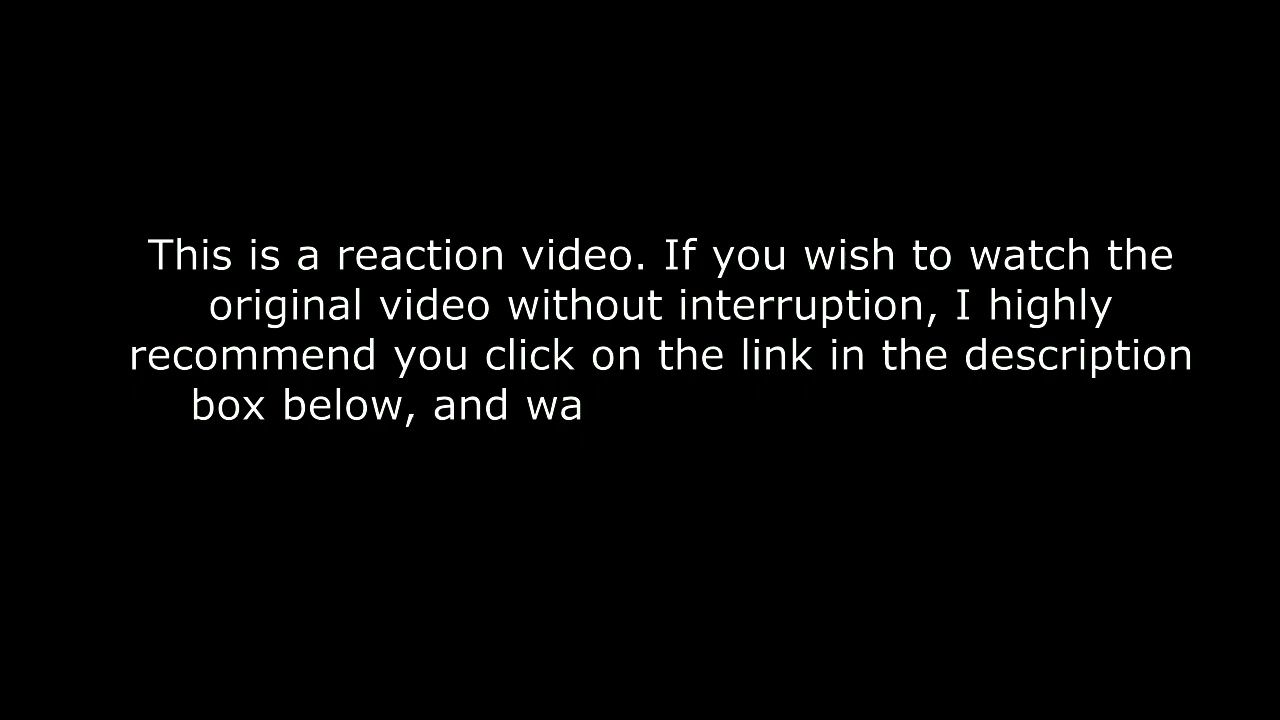 This is a reaction video. If you wish to watch the
original video without interruption, I highly
recommend you click on the link in the description
box below, and wa